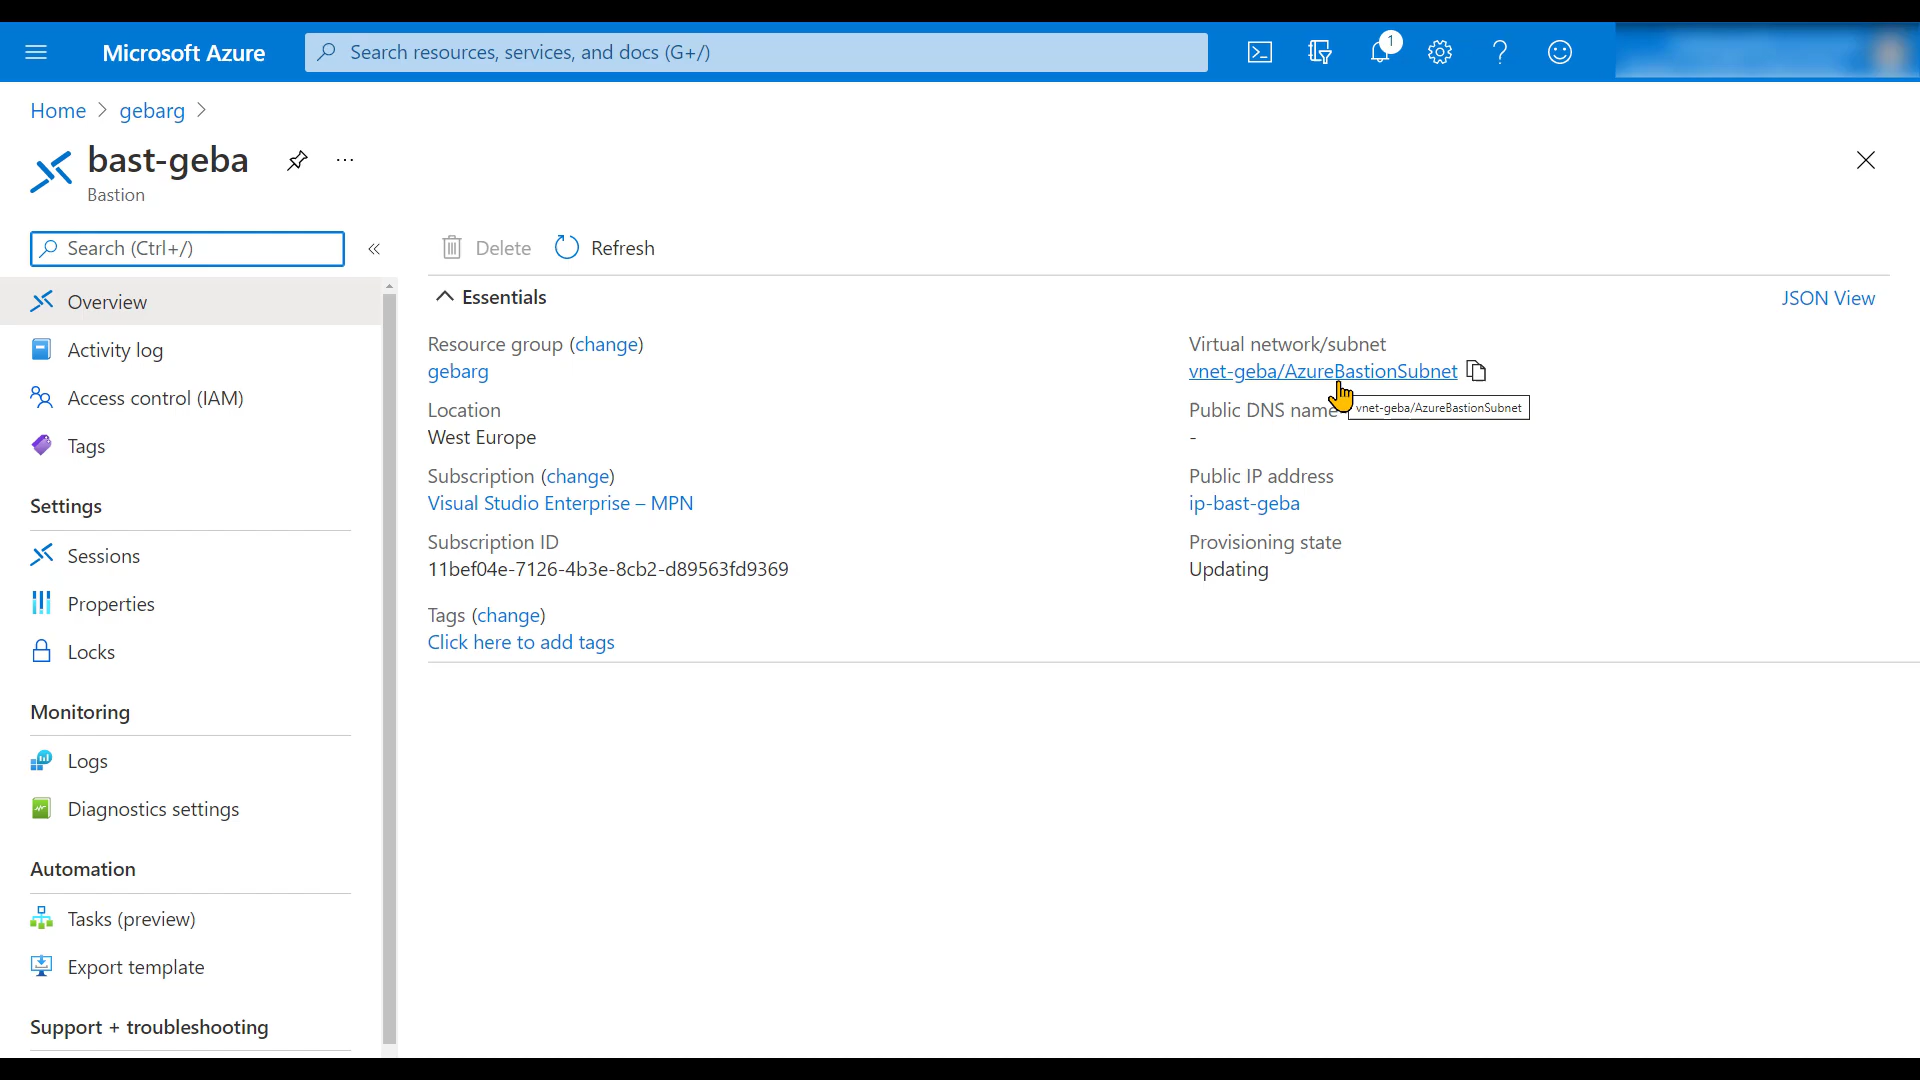 Microsoft Azure
Search resources, services, and docs (G+/)
1
Home > gebarg >
bast-geba
Bastion
Search (Ctrl+/)
«
Delete
Refresh
Overview
Activity log
Access control (IAM)
Tags
Settings
Sessions
Properties
Locks
Monitoring
Logs
Diagnostics settings
Automation
Tasks (preview)
Export template
Support + troubleshooting
Essentials
JSON View
Resource group (change)
gebarg
Location
West Europe
Subscription (change)
Visual Studio Enterprise – MPN
Subscription ID
11bef04e-7126-4b3e-8cb2-d89563fd9369
Tags (change)
Click here to add tags
Virtual network/subnet
vnet-geba/AzureBastionSubnet
vnet-geba/AzureBastionSubnet
Public DNS name
-
Public IP address
ip-bast-geba
Provisioning state
Updating